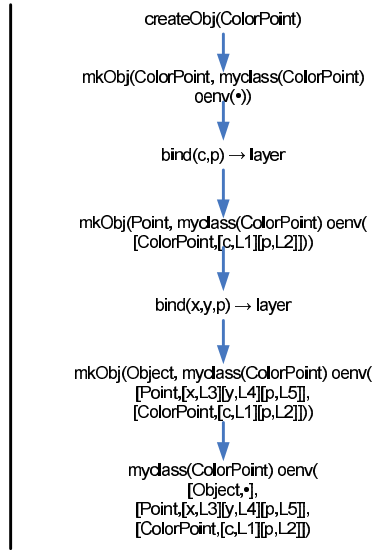 createObj(ColorPoint)
mkObj(ColorPoint, myclass(ColorPoint)
oenv(•))
bind(c,p) → layer
mkObj(Point, myclass(ColorPoint) oenv(
[ColorPoint,[c,L1][p,L2]]))
bind(x,y,p) → layer
mkObj(Object, myclass(ColorPoint) oenv(
[Point,[x,L3][y,L4][p,L5]],
[ColorPoint,[c,L1][p,L2]]))
myclass(ColorPoint) oenv(
[Object,•],
[Point,[x,L3][y,L4][p,L5]],
[ColorPoint,[c,L1][p,L2]])